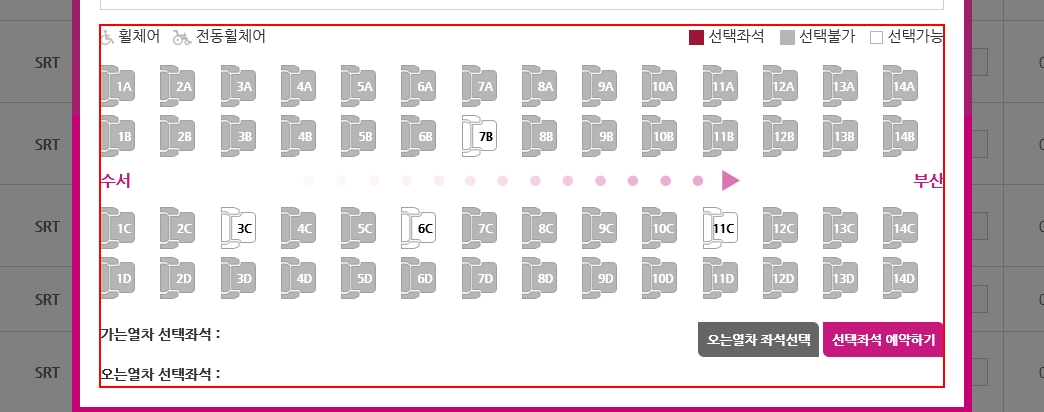 휠체어 전동휠체어 선택좌석 선택불가 선택가능
SRT
1A 2A 3A 4A 5A 6A 7A 8A 9A 10A 11A 12A 13A 14A
1B 2B 3B 4B 5B 6B 7B 8B 9B 10B 11B 12B 13B 14B
SRT
수서 부산
1C 2C 3C 4C 5C 6C 7C 8C 9C 10C 11C 12C 13C 14C
SRT
1D 2D 3D 4D 5D 6D 7D 8D 9D 10D 11D 12D 13D 14D
SRT
가는열차 선택좌석 : 오는열차 좌석선택 선택좌석 예약하기
오는열차 선택좌석 :
SRT